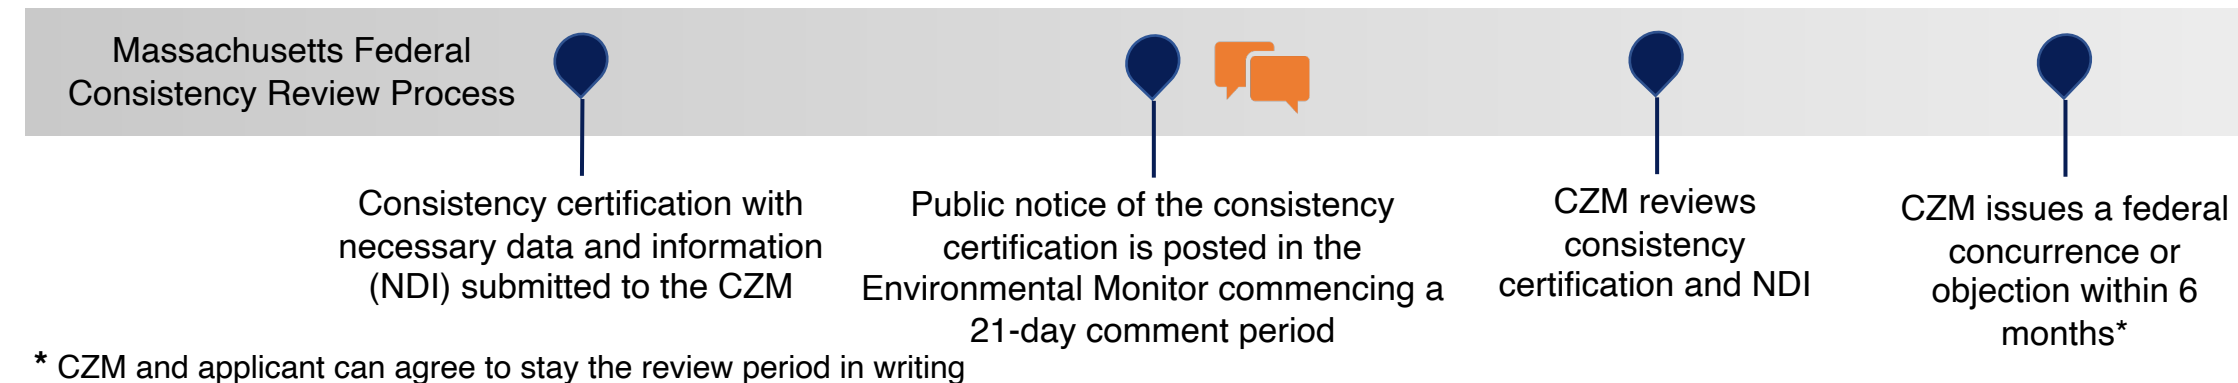 Massachusetts Federal
Consistency Review Process
Consistency certification with
necessary data and information
(NDI) submitted to the CZM
Public notice of the consistency
certification is posted in the
Environmental Monitor commencing a
21-day comment period
CZM reviews
consistency
certification and NDI
CZM issues a federal
concurrence or
objection within 6
months*
* CZM and applicant can agree to stay the review period in writing